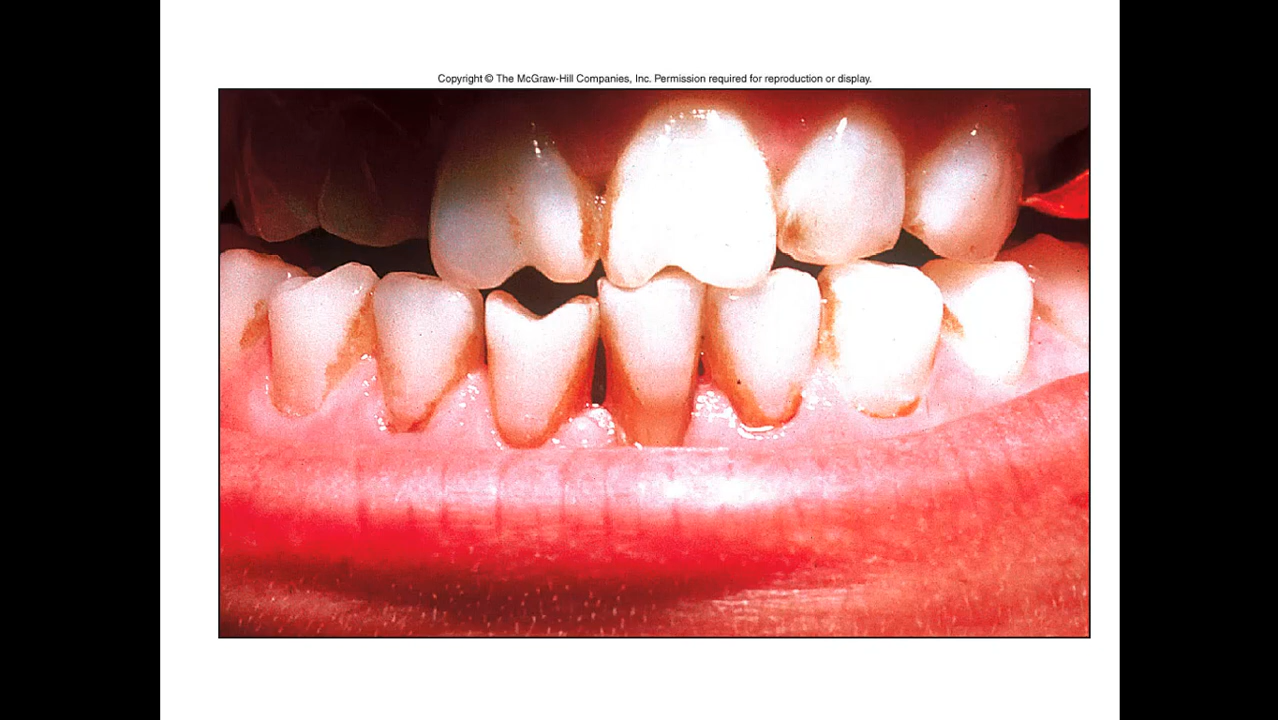 Copyright © The McGraw-Hill Companies, Inc. Permission required for reproduction or display.